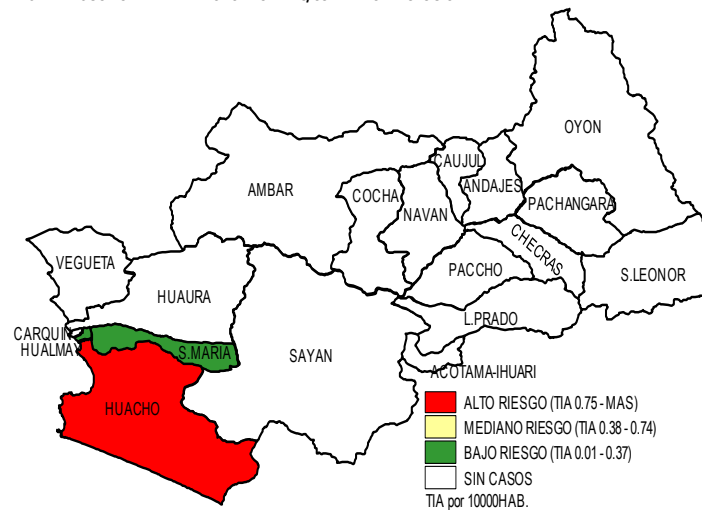 OYON
CAUJUL
ANDAJES
AMBAR
COCHA
NAVAN
PACHANGARA
CHECRAS
VEGUETA
PACCHO
S.LEONOR
HUAURA
L.PRADO
CARQUIN
HUALMAY
S.MARIA
SAYAN
ACOTAMA-IHUARI
HUACHO
ALTO RIESGO (TIA 0.75 - MAS)
MEDIANO RIESGO (TIA 0.38 - 0.74)
BAJO RIESGO (TIA 0.01 - 0.37)
SIN CASOS
TIA por 10000HAB.